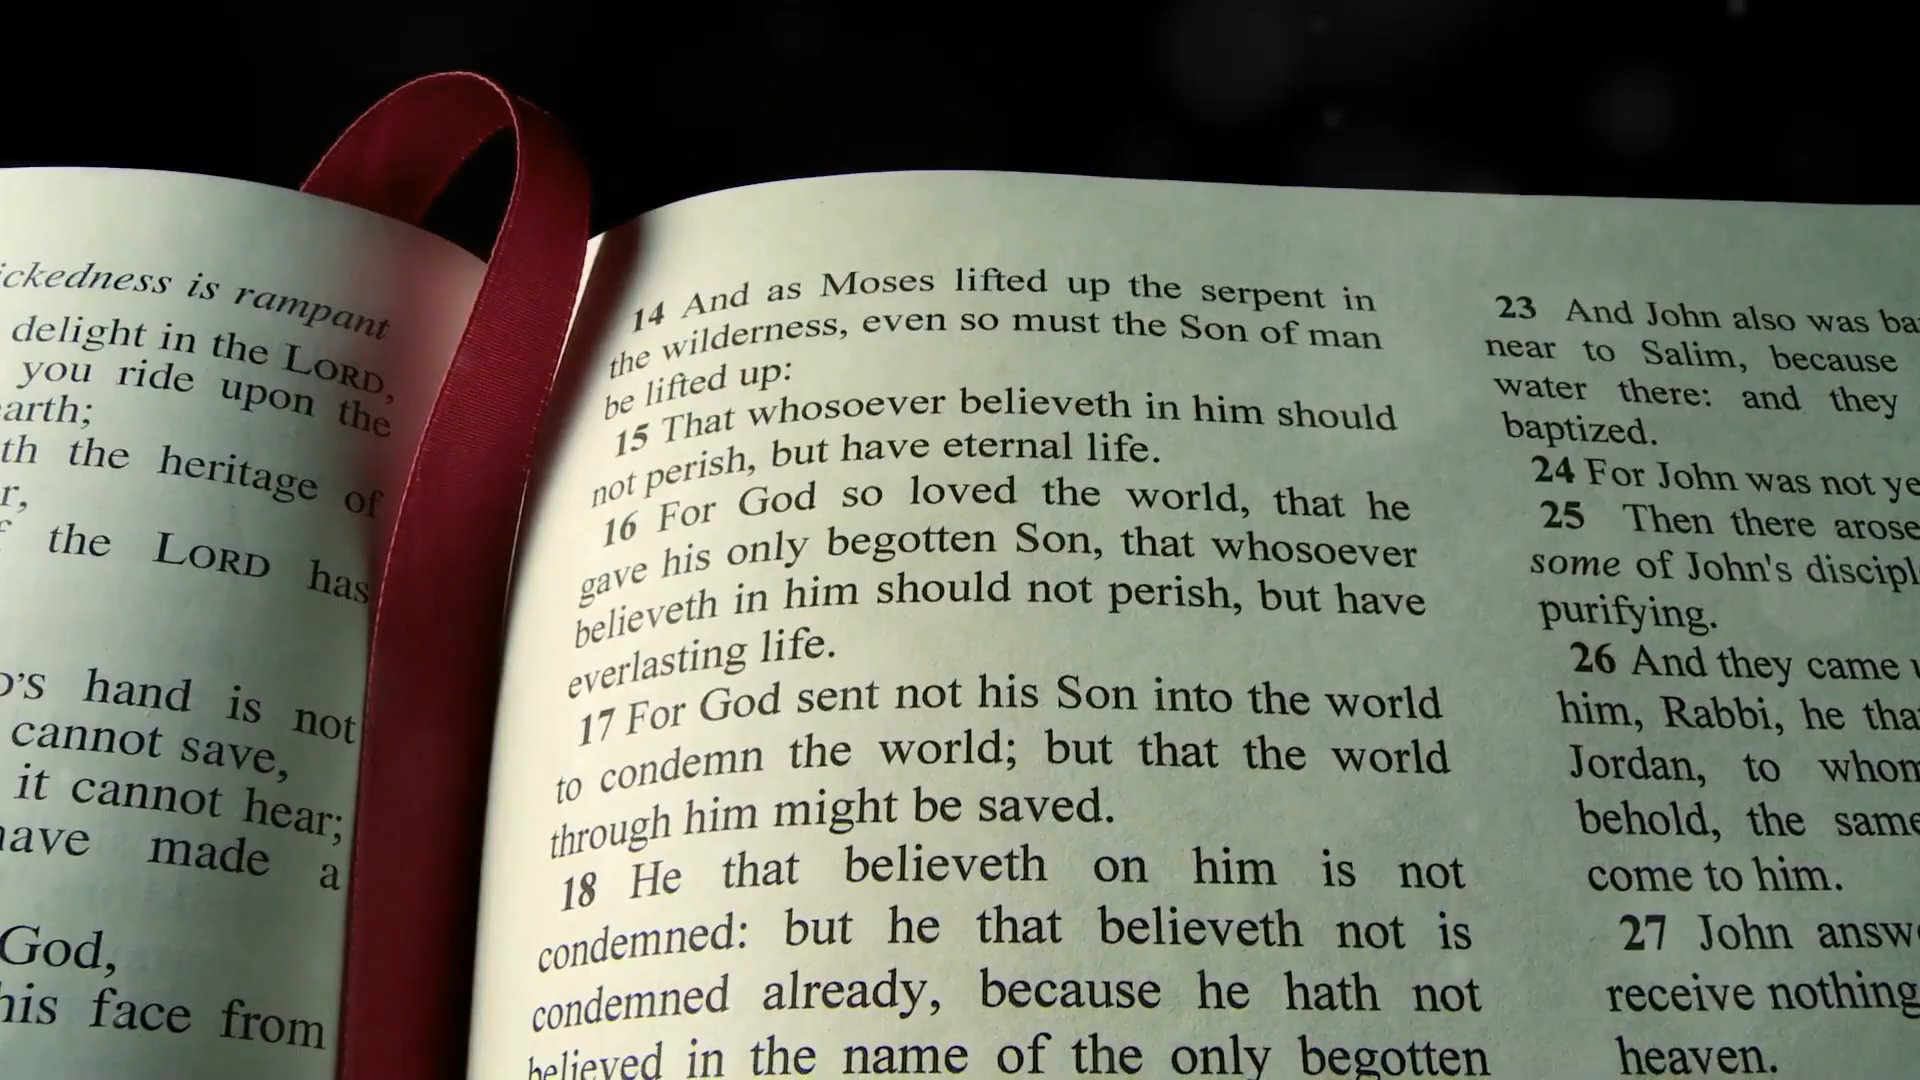 ickedness is rampant
delight in the LORD,
you ride upon the
arth;
th the heritage of
r,
the LORD has
's hand is not
cannot save,
it cannot hear;
ave made a
God,
his face from
14 And as Moses lifted up the serpent in
the wilderness, even so must the Son of man
be lifted up:
15 That whosoever believeth in him should
not perish, but have eternal life.
16 For God so loved the world, that he
gave his only begotten Son, that whosoever
believeth in him should not perish, but have
everlasting life.
17 For God sent not his Son into the world
to condemn the world; but that the world
through him might be saved.
18 He that believeth on him is not
condemned: but he that believeth not is
condemned already, because he hath not
believed in the name of the only begotten
23 And John also was ba
near to Salim, because
water there: and they
baptized.
24 For John was not ye
25 Then there arose
some of John's discipl
purifying.
26 And they came
him, Rabbi, he tha
Jordan, to whom
behold, the same
come to him.
27 John answ
receive nothing
heaven.